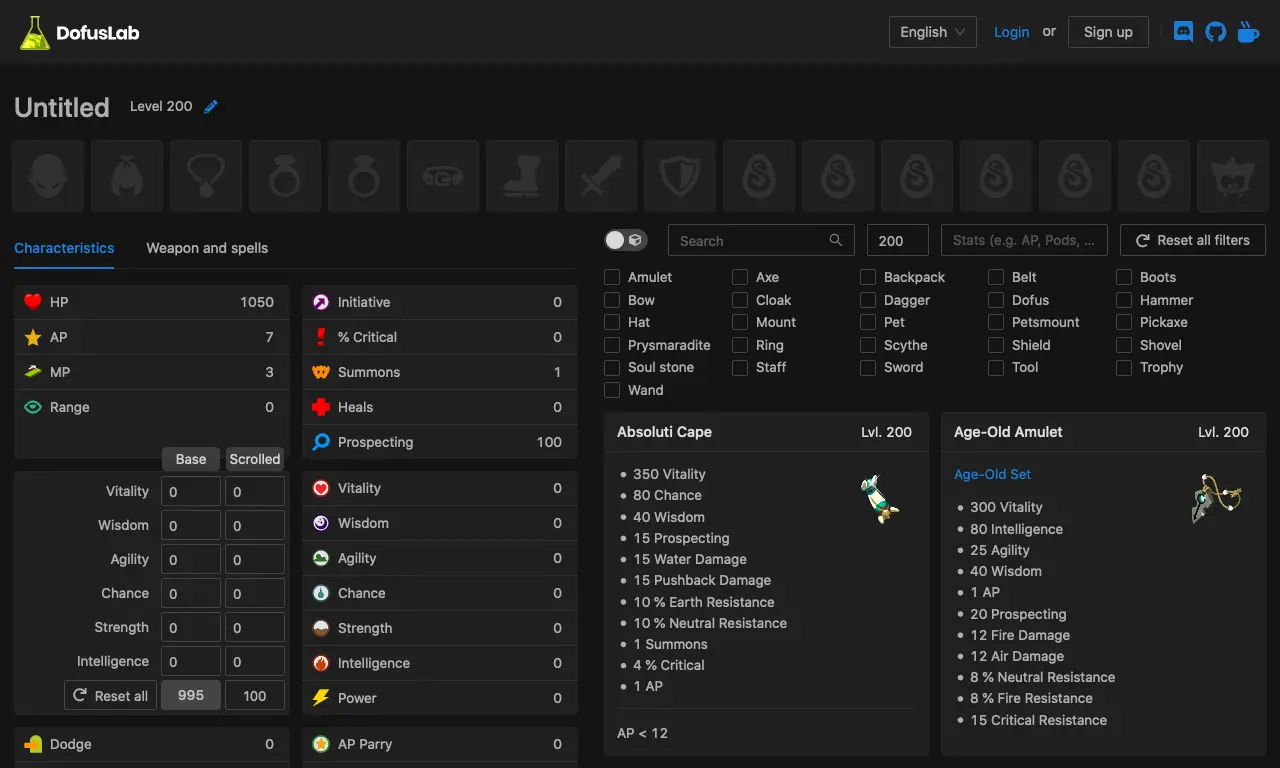 DofusLab
English
Login or
Sign up
Untitled
Level 200
Characteristics
Weapon and spells
HP 1050
AP 7
MP 3
Range 0
Base Scrolled
Vitality 0 0
Wisdom 0 0
Agility 0 0
Chance 0 0
Strength 0 0
Intelligence 0 0
Reset all 995 100
Dodge 0
Initiative 0
% Critical 0
Summons 1
Heals 0
Prospecting 100
Vitality 0
Wisdom 0
Agility 0
Chance 0
Strength 0
Intelligence 0
Power 0
AP Parry 0
Search
200
Stats (e.g. AP, Pods, ...
Reset all filters
Amulet Axe Backpack Belt Boots
Bow Cloak Dagger Dofus Hammer
Hat Mount Pet Petsmount Pickaxe
Prysmaradite Ring Scythe Shield Shovel
Soul stone Staff Sword Tool Trophy
Wand
Absoluti Cape Lvl. 200
350 Vitality
80 Chance
40 Wisdom
15 Prospecting
15 Water Damage
15 Pushback Damage
10 % Earth Resistance
10 % Neutral Resistance
1 Summons
4 % Critical
1 AP
AP < 12
Age-Old Amulet Lvl. 200
Age-Old Set
300 Vitality
80 Intelligence
25 Agility
40 Wisdom
1 AP
20 Prospecting
12 Fire Damage
12 Air Damage
8 % Neutral Resistance
8 % Fire Resistance
15 Critical Resistance